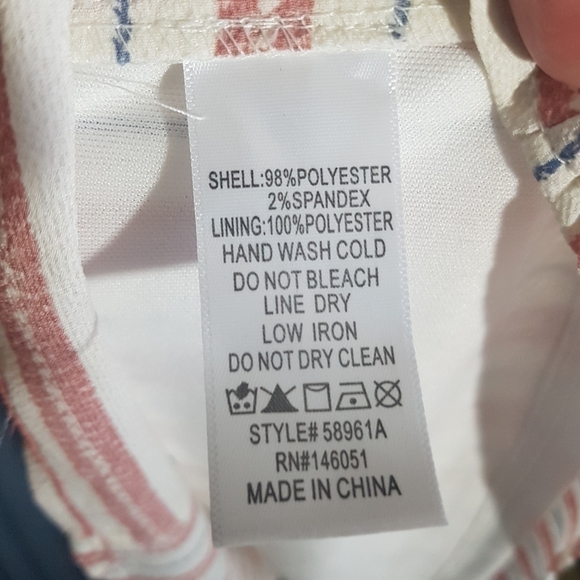 SHELL:98%POLYESTER
2%SPANDEX
LINING:100%POLYESTER
HAND WASH COLD
DO NOT BLEACH
LINE DRY
LOW IRON
DO NOT DRY CLEAN
STYLE# 58961A
RN#146051
MADE IN CHINA